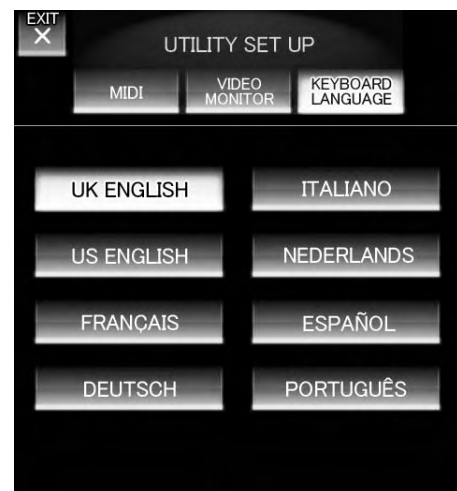 EXIT
X
UTILITY SET UP
MIDI
VIDEO
MONITOR
KEYBOARD
LANGUAGE
UK ENGLISH
ITALIANO
US ENGLISH
NEDERLANDS
FRANÇAIS
ESPAÑOL
DEUTSCH
PORTUGUÊS